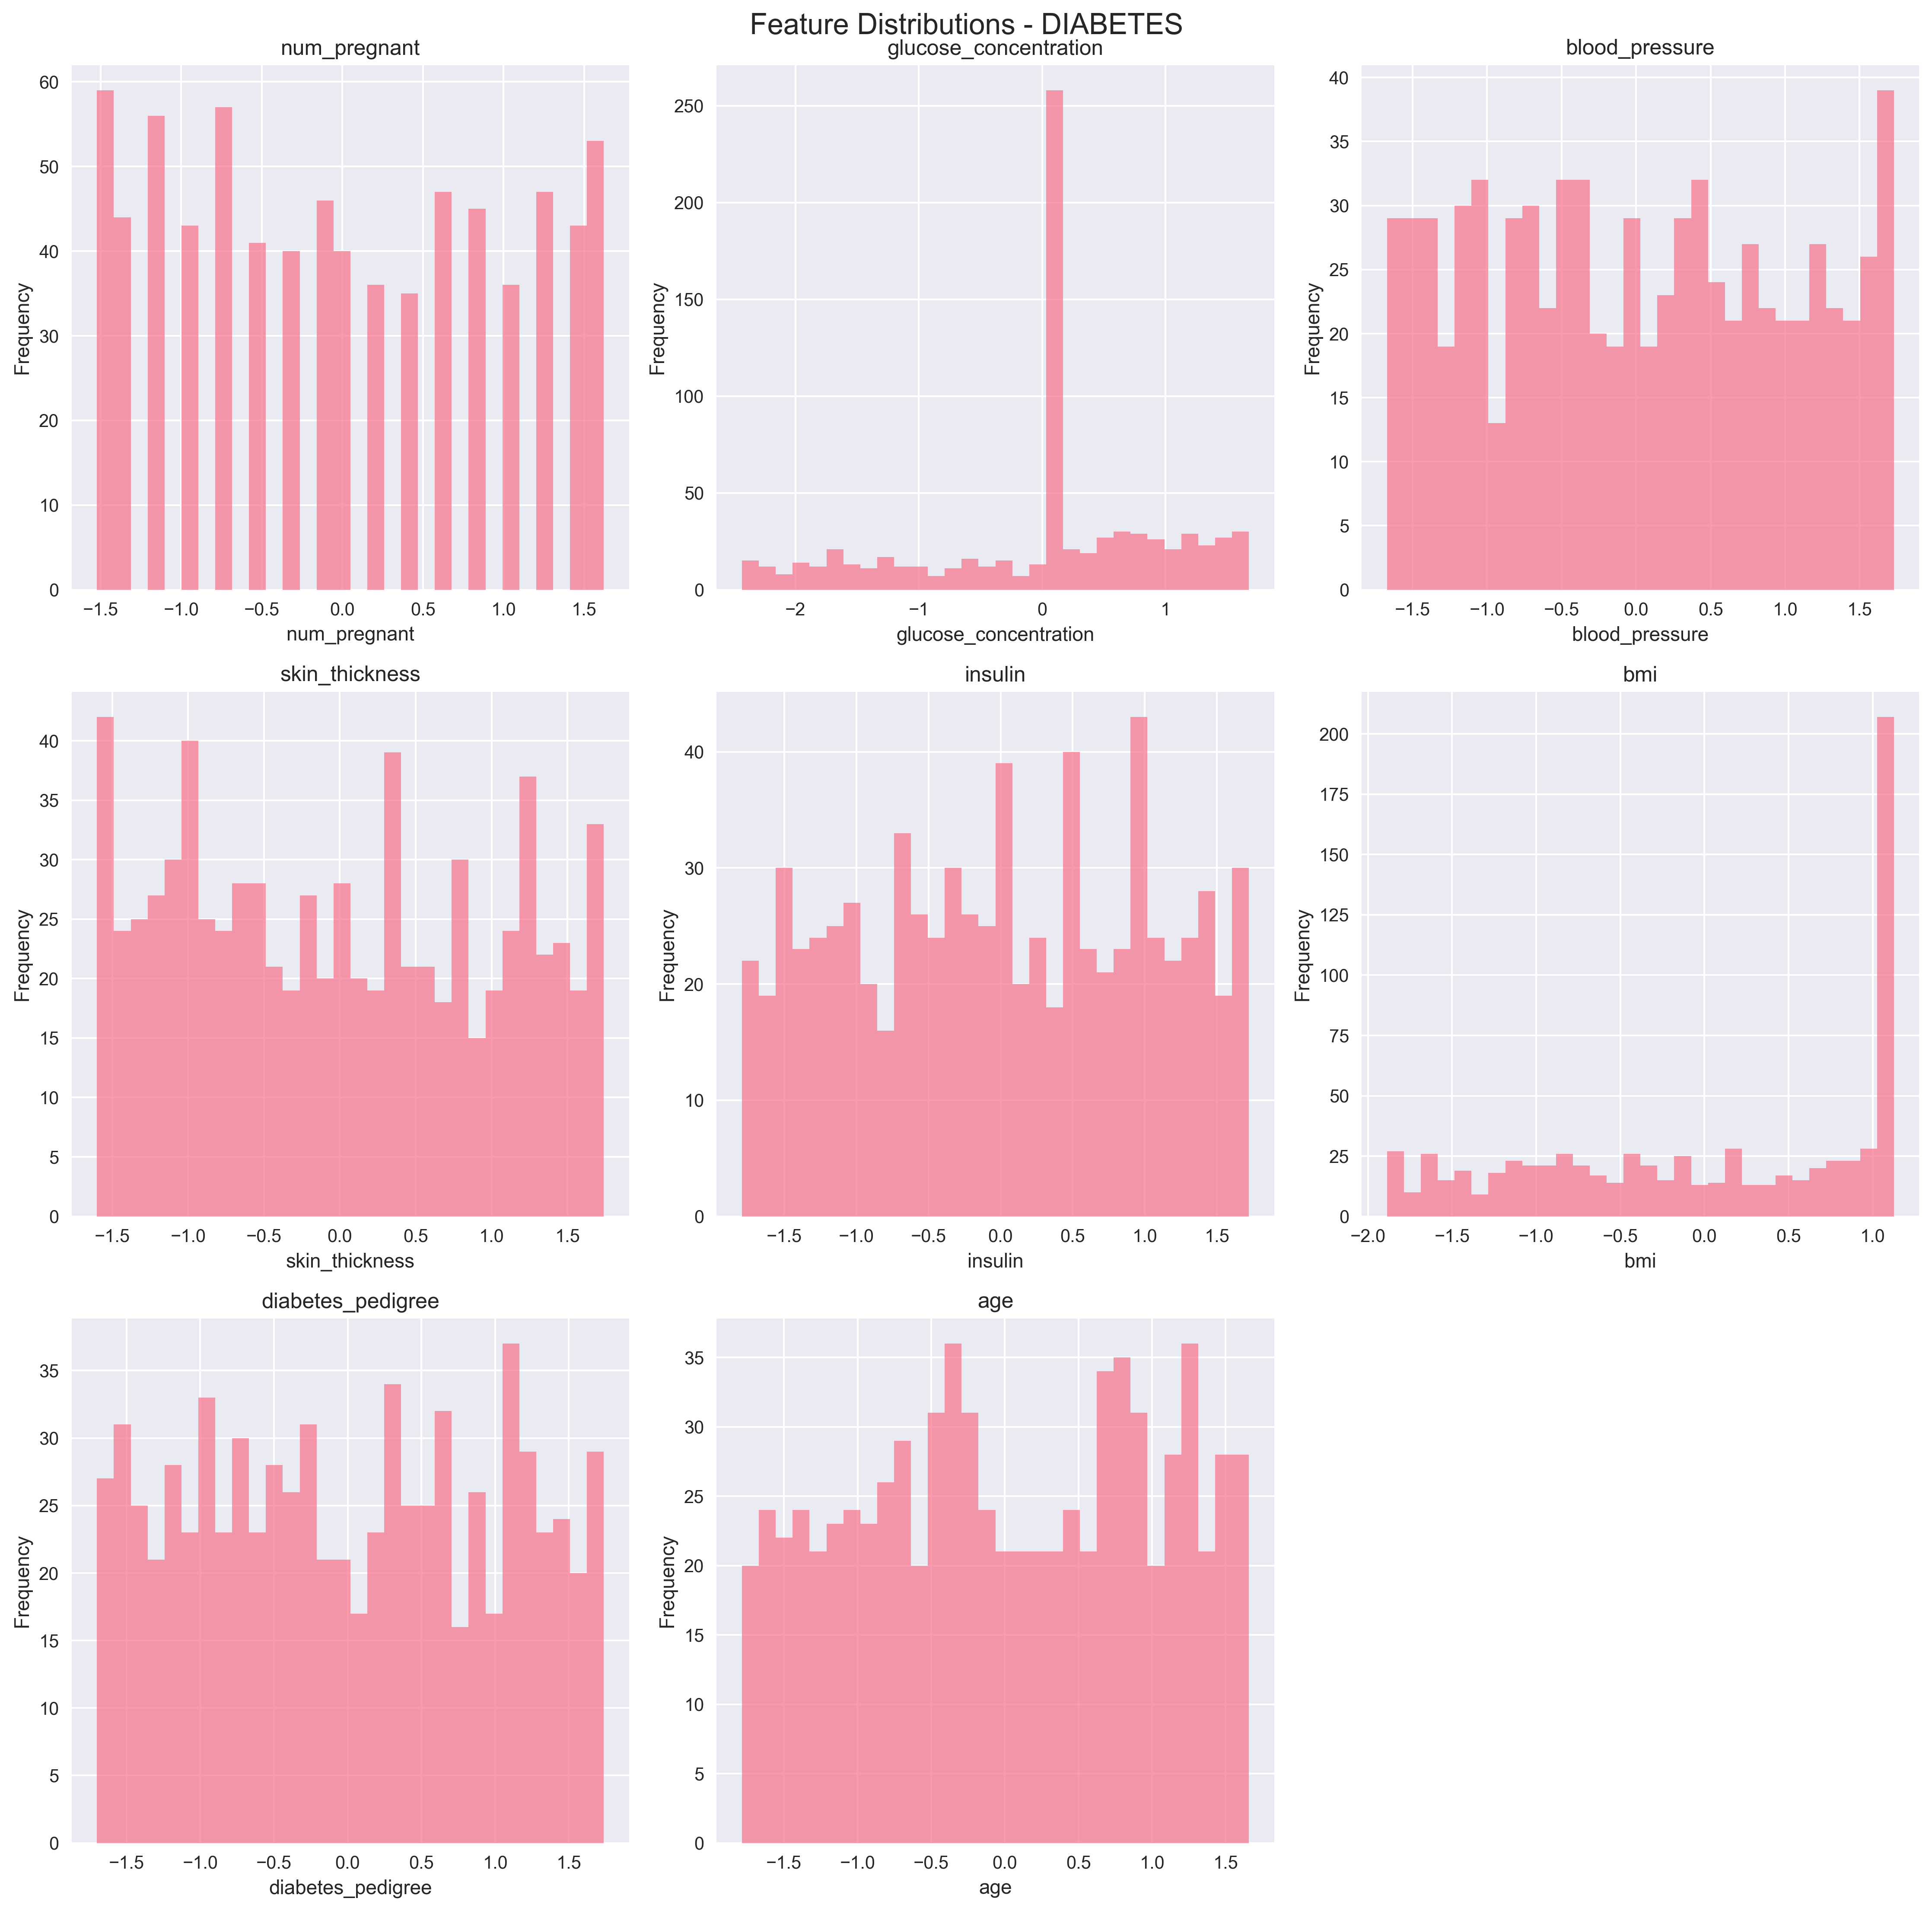 Feature Distributions - DIABETES
num_pregnant
60
50
40
30
20
10
0
Frequency
−1.5 −1.0 −0.5 0.0 0.5 1.0 1.5
num_pregnant
glucose_concentration
250
200
150
100
50
0
Frequency
−2 −1 0 1
glucose_concentration
blood_pressure
40
35
30
25
20
15
10
5
0
Frequency
−1.5 −1.0 −0.5 0.0 0.5 1.0 1.5
blood_pressure
skin_thickness
40
35
30
25
20
15
10
5
0
Frequency
−1.5 −1.0 −0.5 0.0 0.5 1.0 1.5
skin_thickness
insulin
40
30
20
10
0
Frequency
−1.5 −1.0 −0.5 0.0 0.5 1.0 1.5
insulin
bmi
200
175
150
125
100
75
50
25
0
Frequency
−2.0 −1.5 −1.0 −0.5 0.0 0.5 1.0
bmi
diabetes_pedigree
35
30
25
20
15
10
5
0
Frequency
−1.5 −1.0 −0.5 0.0 0.5 1.0 1.5
diabetes_pedigree
age
35
30
25
20
15
10
5
0
Frequency
−1.5 −1.0 −0.5 0.0 0.5 1.0 1.5
age